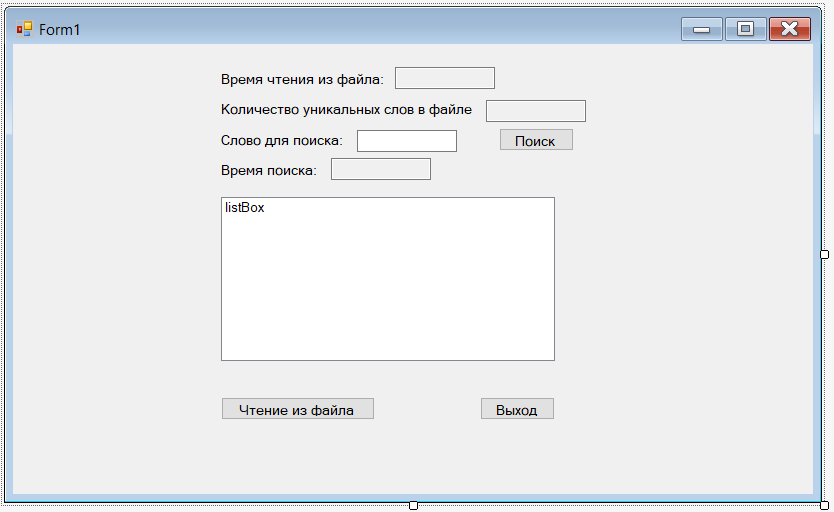 Form1
Время чтения из файла:
Количество уникальных слов в файле
Слово для поиска:
Поиск
Время поиска:
listBox
Чтение из файла
Выход